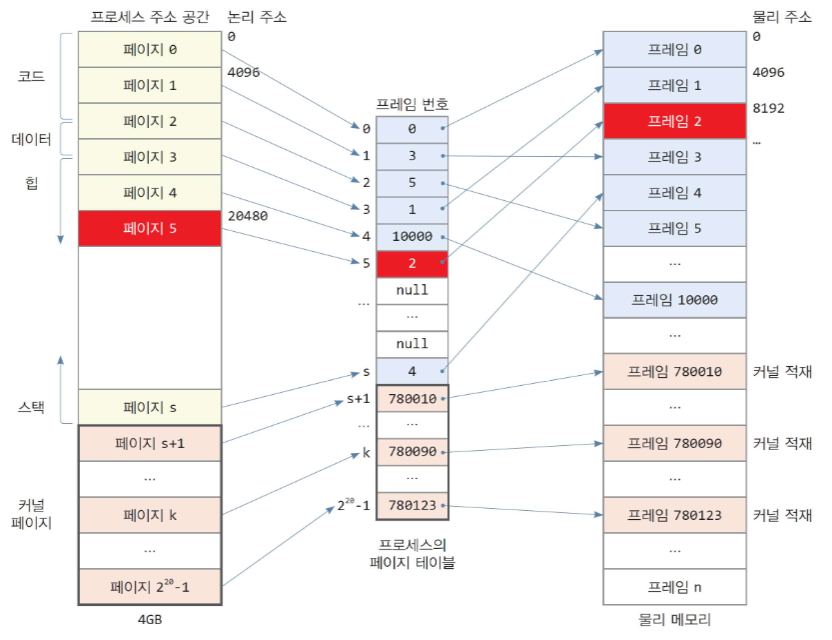 프로세스 주소 공간
논리 주소
물리 주소
0
0
페이지 0
프레임 0
코드
4096
4096
페이지 1
프레임 1
프레임 번호
8192
페이지 2
0
0
프레임 2
데이터
…
페이지 3
1
3
프레임 3
힙
2
5
페이지 4
3
1
프레임 4
20480
페이지 5
4
10000
프레임 5
5
2
...
null
...
...
프레임 10000
null
...
s
4
프레임 780010
커널 적재
스택
페이지 s
s+1
780010
...
...
...
페이지 s+1
k
780090
프레임 780090
커널 적재
...
...
...
커널
페이지
페이지 k
2²⁰-1
780123
프레임 780123
커널 적재
프로세스의
페이지 테이블
...
...
페이지 2²⁰-1
프레임 n
4GB
물리 메모리